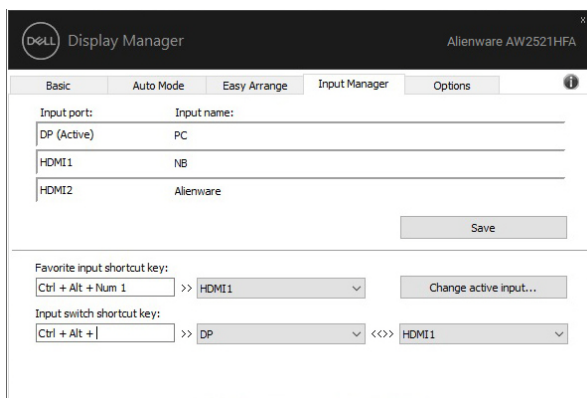 DELL Display Manager Alienware AW2521HFA
Basic Auto Mode Easy Arrange Input Manager Options
Input port: Input name:
DP (Active) PC
HDMI1 NB
HDMI2 Alienware
Save
Favorite input shortcut key:
Ctrl + Alt + Num 1 >> HDMI1 Change active input...
Input switch shortcut key:
Ctrl + Alt + >> DP <<>> HDMI1